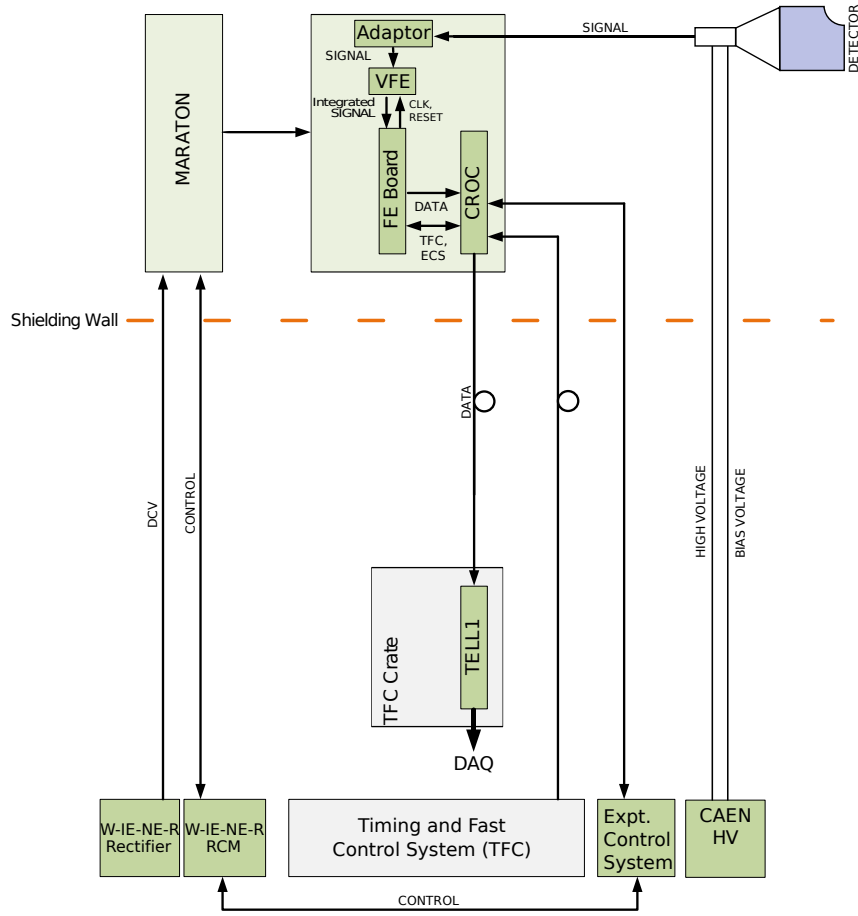 Adaptor
SIGNAL
DETECTOR
SIGNAL
VFE
Integrated
SIGNAL
CLK,
RESET
MARATON
FE Board
CROC
DATA
TFC,
ECS
Shielding Wall
DATA
DCV
CONTROL
HIGH VOLTAGE
BIAS VOLTAGE
TFC Crate
TELL1
DAQ
W-IE-NE-R
Rectifier
W-IE-NE-R
RCM
Timing and Fast
Control System (TFC)
Expt.
Control
System
CAEN
HV
CONTROL